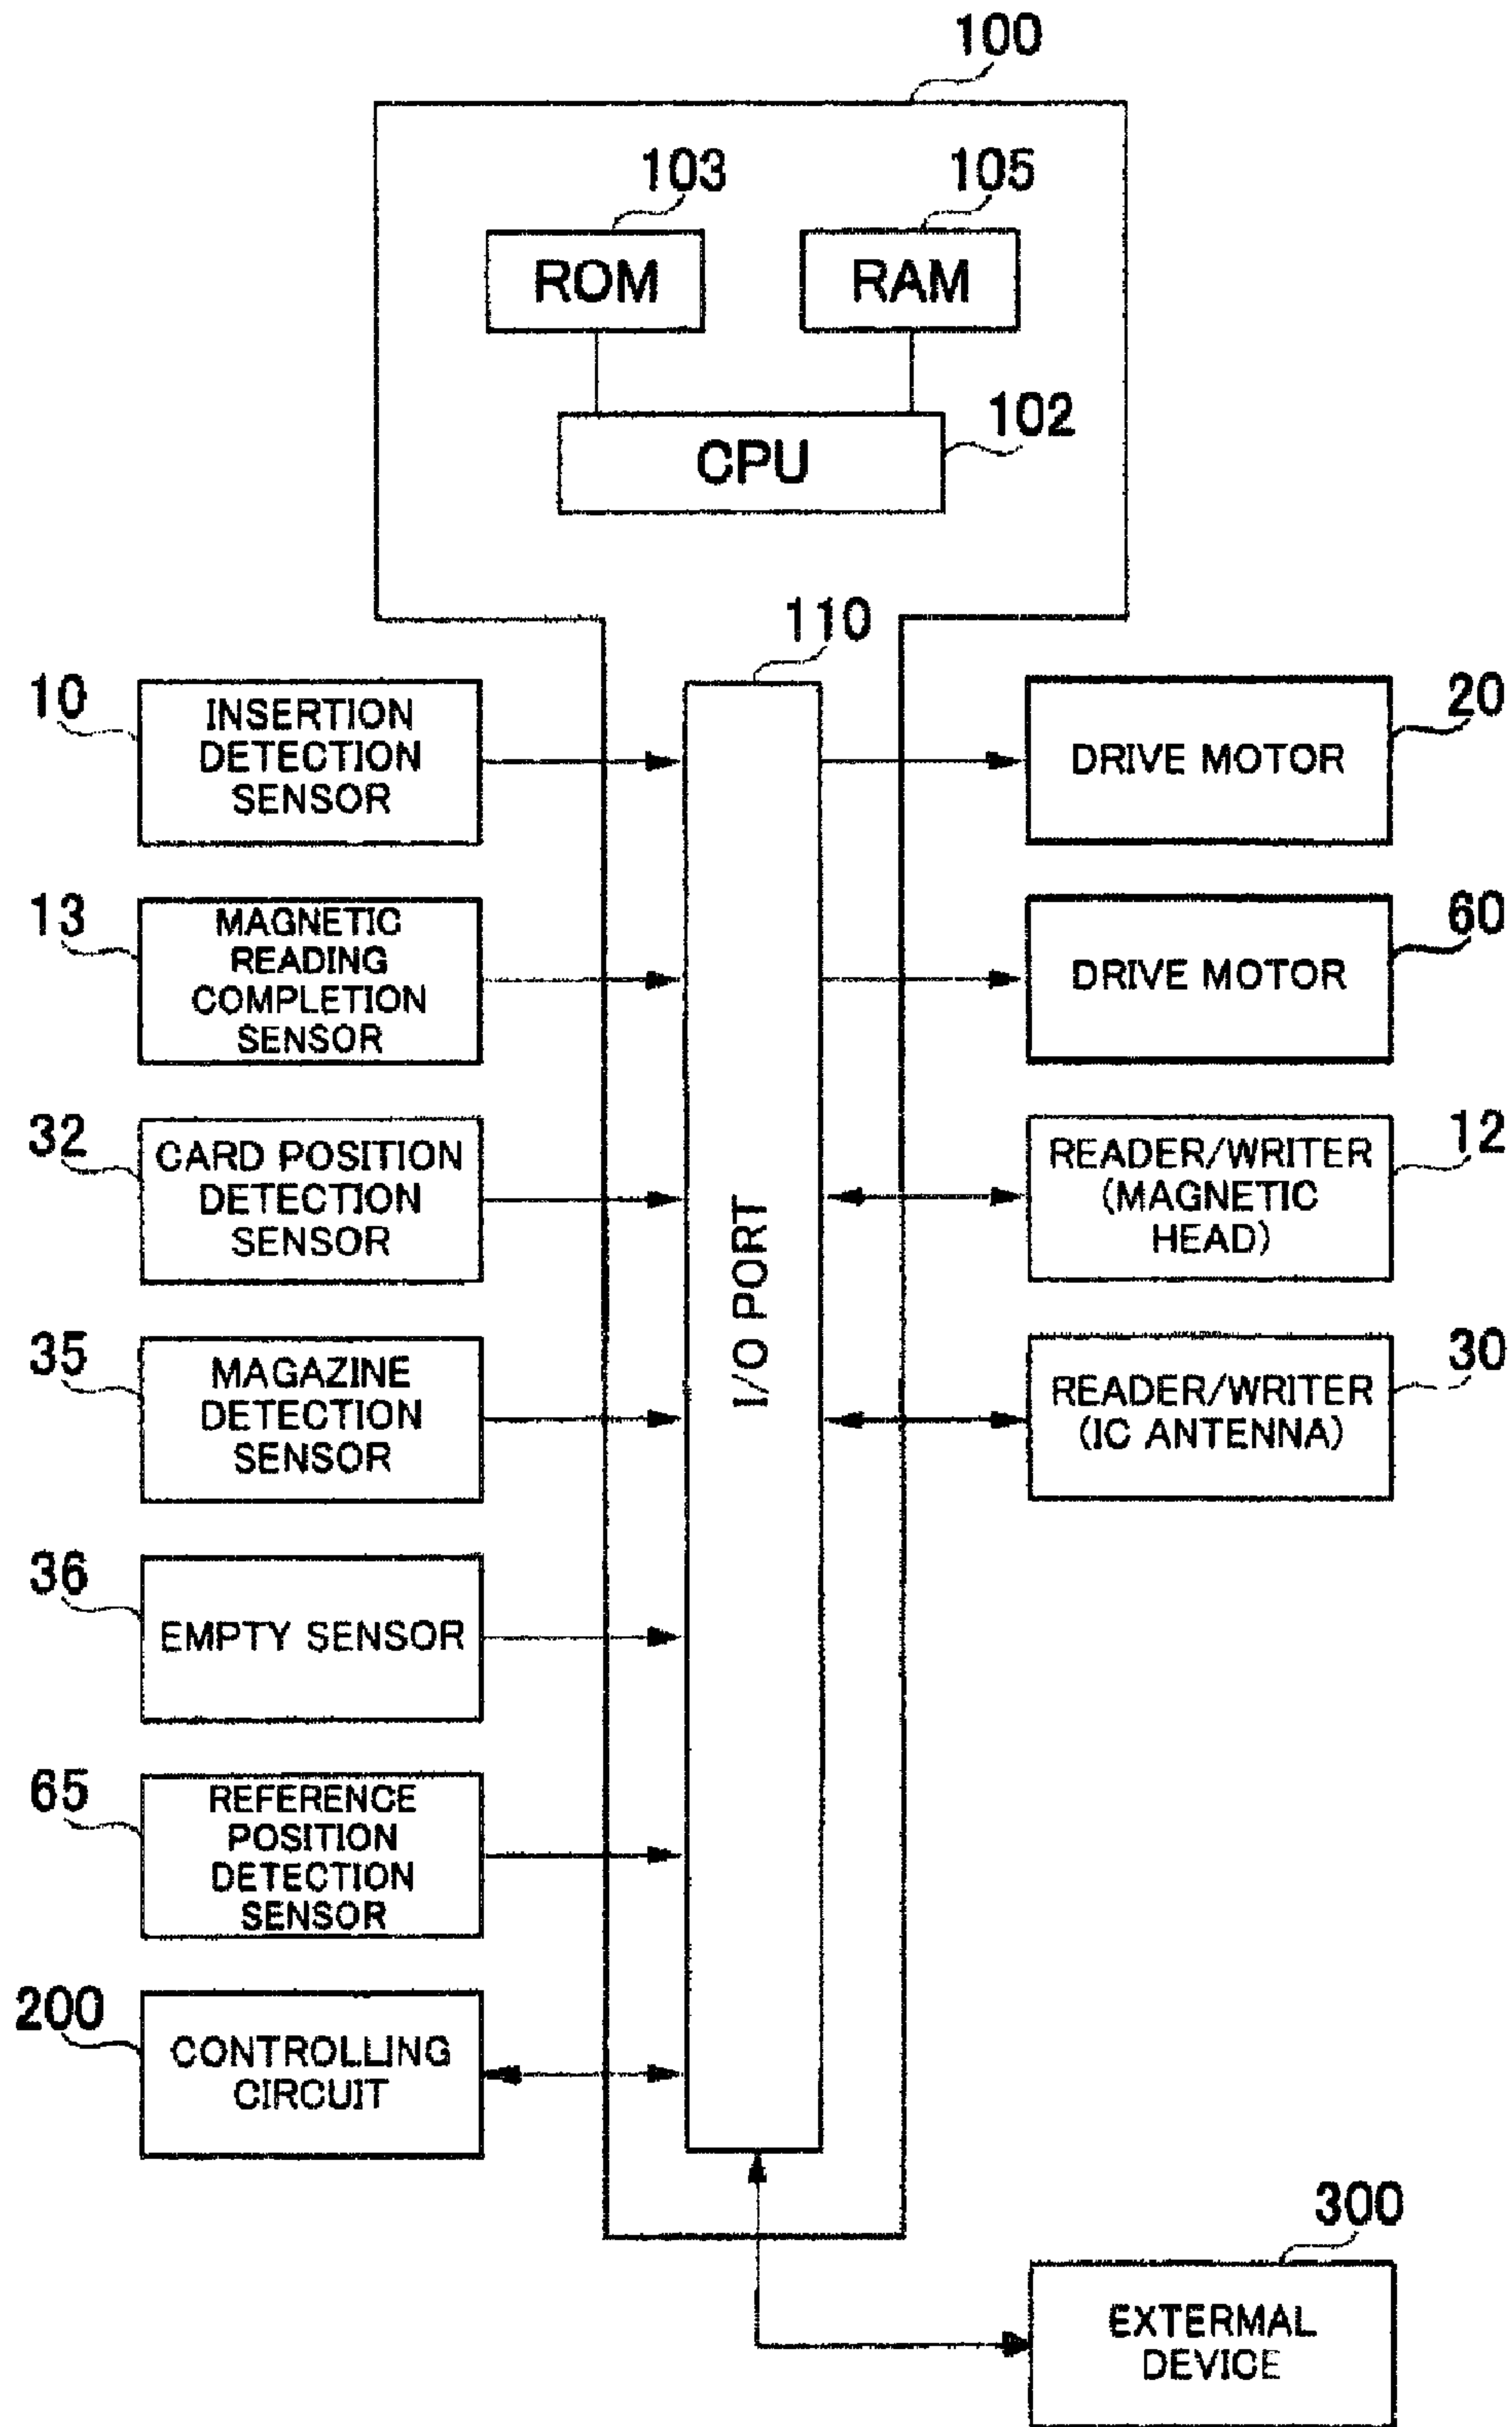 100
103
105
ROM
RAM
102
CPU
110
10
INSERTION
DETECTION
SENSOR
20
DRIVE MOTOR
13
MAGNETIC
READING
COMPLETION
SENSOR
60
DRIVE MOTOR
32
CARD POSITION
DETECTION
SENSOR
12
READER/WRITER
(MAGNETIC
HEAD)
I/O PORT
35
MAGAZINE
DETECTION
SENSOR
30
READER/WRITER
(IC ANTENNA)
36
EMPTY SENSOR
65
REFERENCE
POSITION
DETECTION
SENSOR
200
CONTROLLING
CIRCUIT
300
EXTERMAL
DEVICE